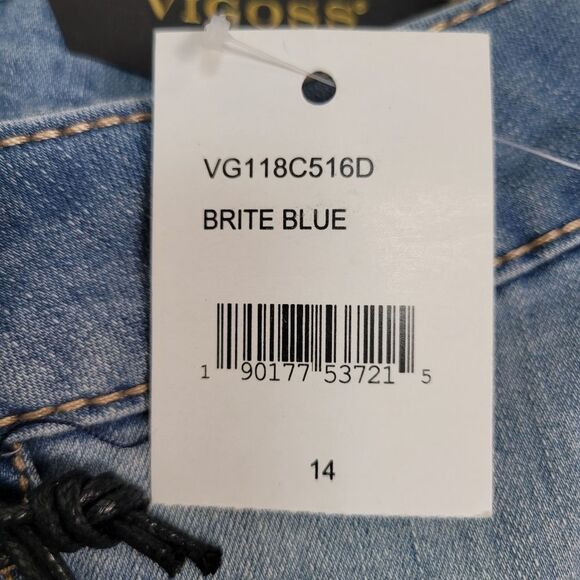 VIGOSS®
VG118C516D
BRITE BLUE
1 90177 53721 5
14